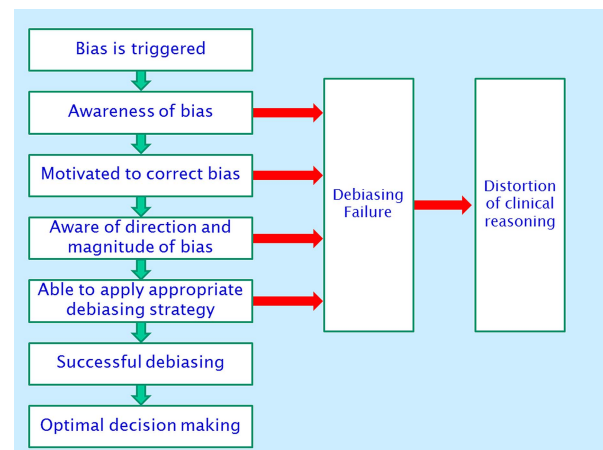 Bias is triggered
Awareness of bias
Motivated to correct bias
Aware of direction and
magnitude of bias
Able to apply appropriate
debiasing strategy
Successful debiasing
Optimal decision making
Debiasing
Failure
Distortion
of clinical
reasoning